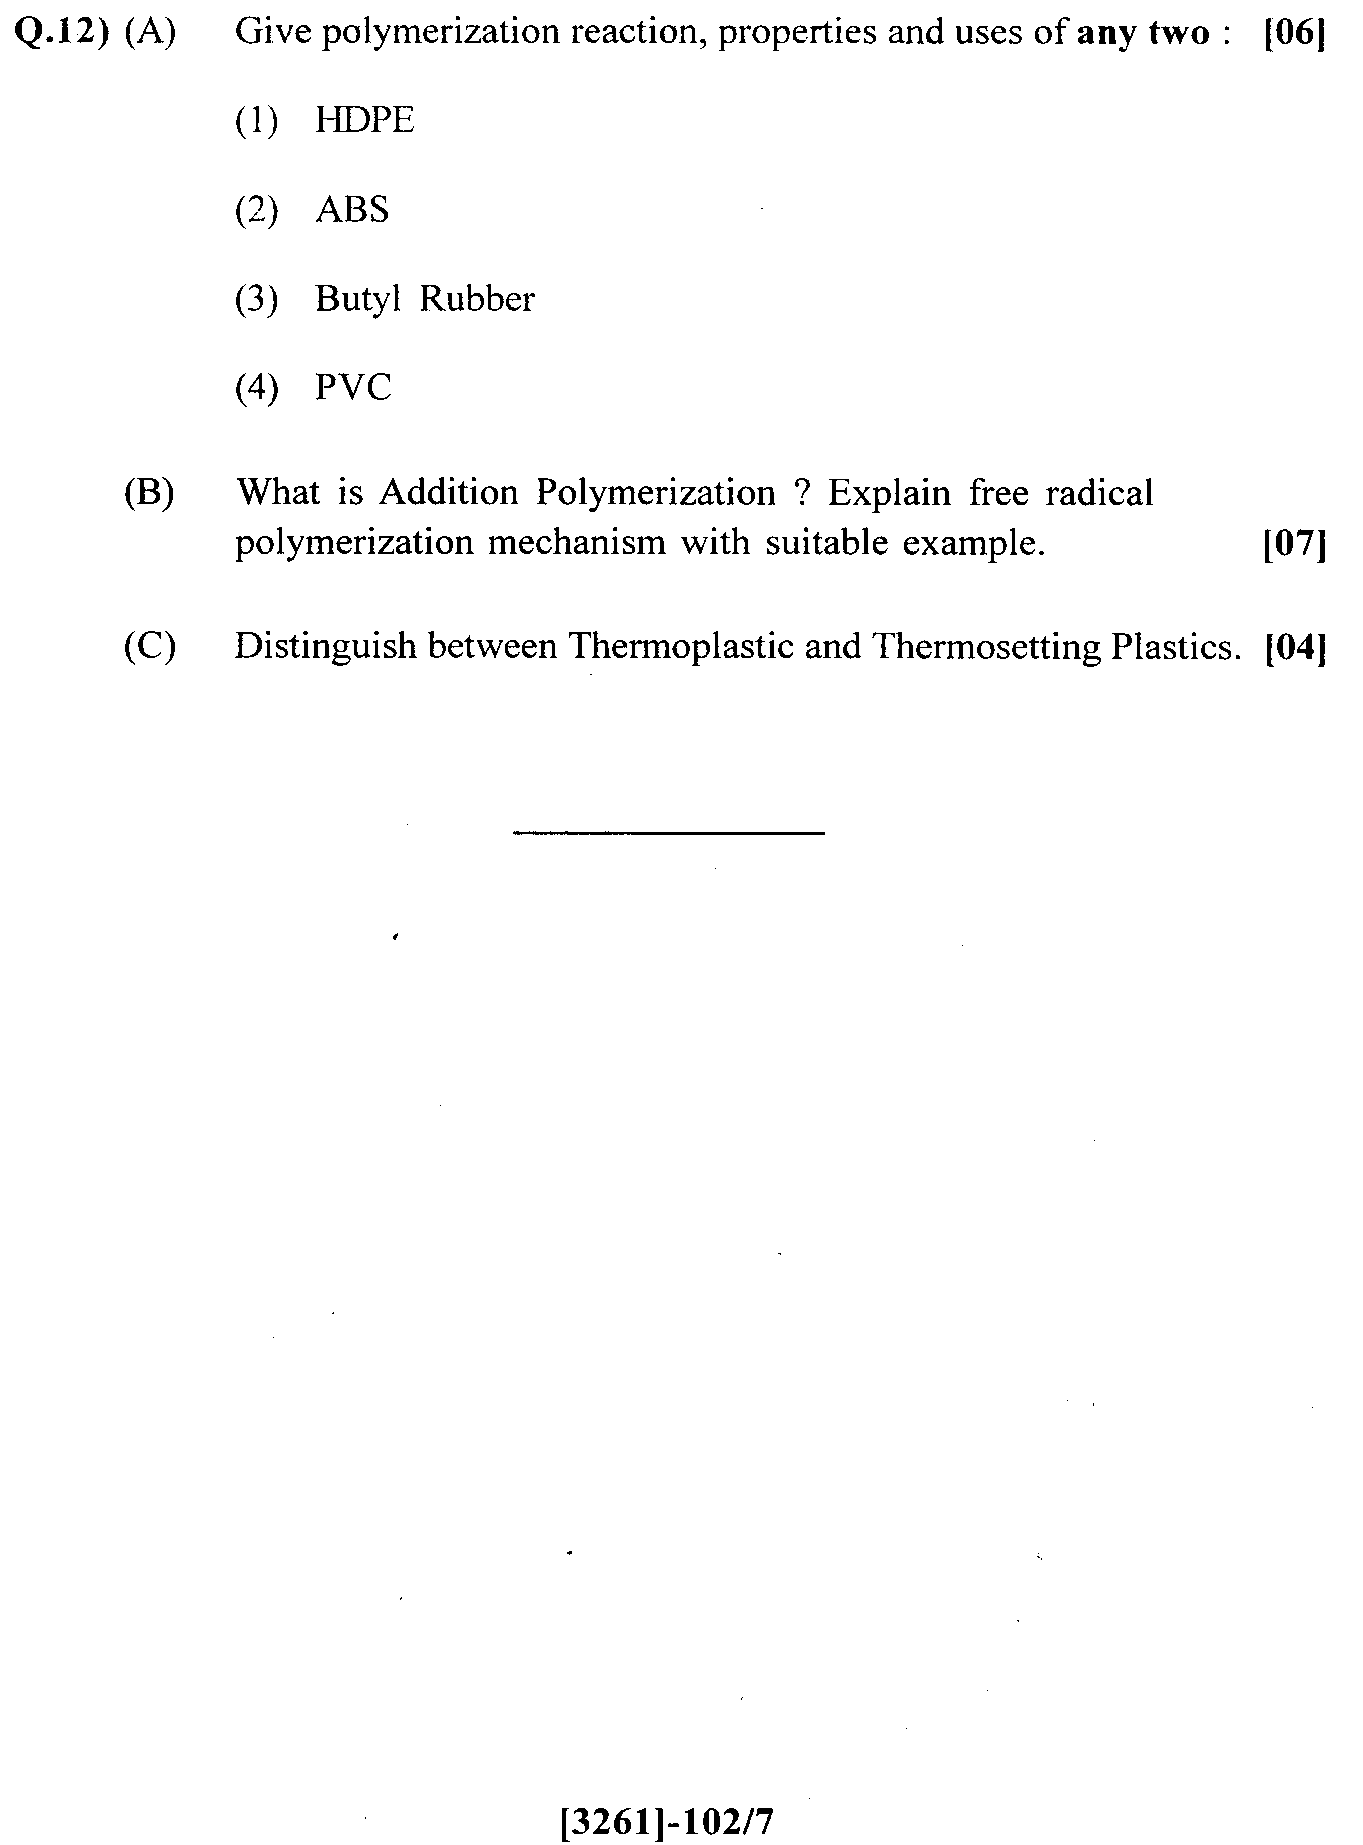 Q.12) (A) Give polymerization reaction, properties and uses of any two : [06]
(1) HDPE
(2) ABS
(3) Butyl Rubber
(4) PVC
(B) What is Addition Polymerization ? Explain free radical
polymerization mechanism with suitable example. [07]
(C) Distinguish between Thermoplastic and Thermosetting Plastics. [04]
[3261]-102/7